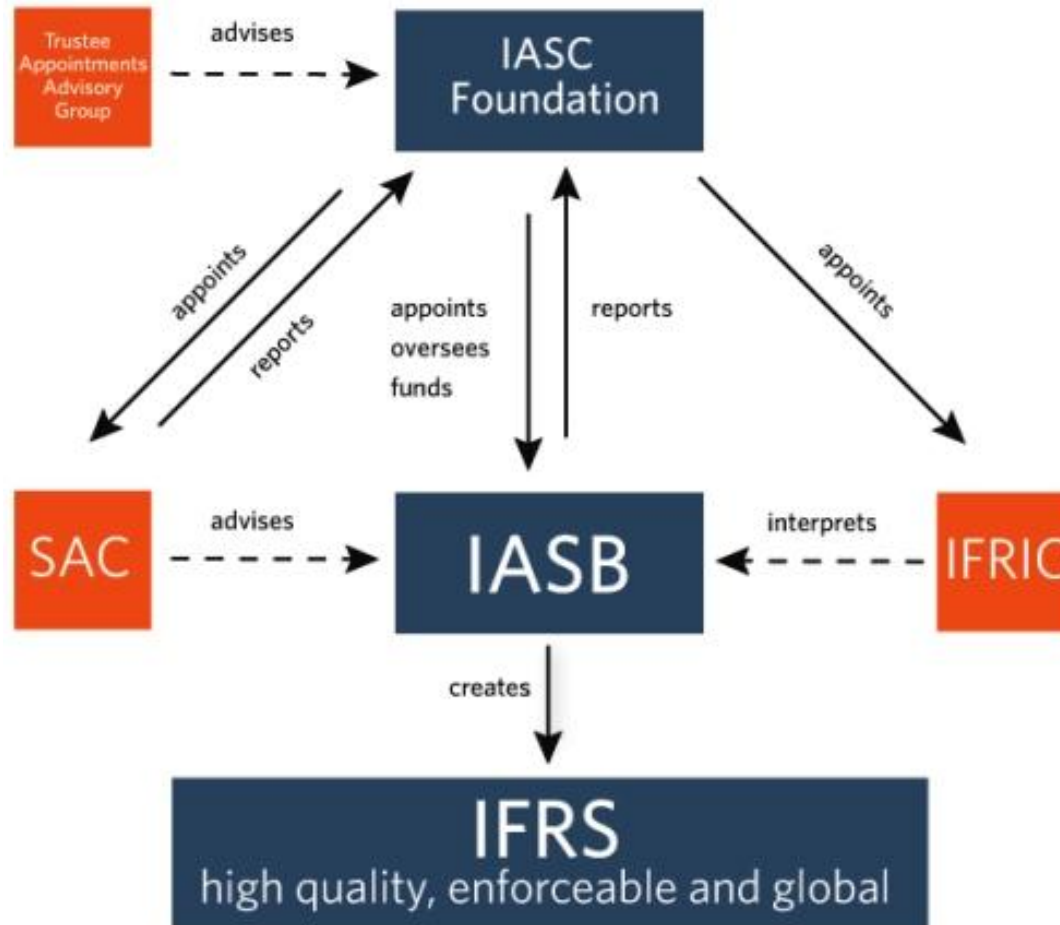 Trustee
Appointments
Advisory
Group
advises
IASC
Foundation
appoints
reports
appoints
oversees
funds
reports
appoints
SAC
advises
IASB
interprets
IFRIC
creates
IFRS
high quality, enforceable and global